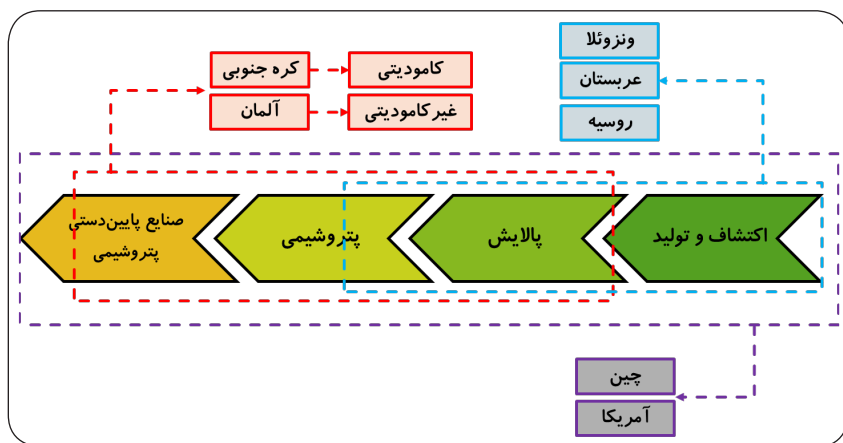 ونزوئلا
عربستان
روسیه
کره جنوبی
کامودیتی
آلمان
غیرکامودیتی
اکتشاف و تولید
پالایش
پتروشیمی
صنایع پایین‌دستی
پتروشیمی
چین
آمریکا